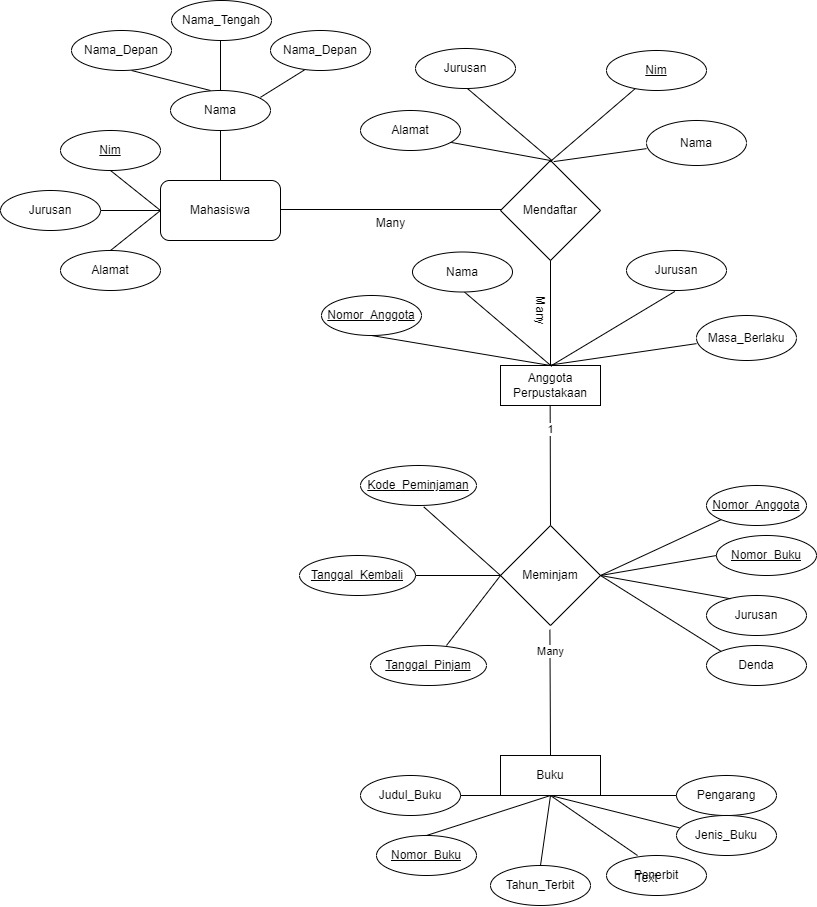 Nama_Tengah
Nama_Depan
Nama_Depan
Nama
Jurusan
Nim
Alamat
Nama
Nim
Jurusan
Mahasiswa
Mendaftar
Many
Alamat
Nama
Jurusan
Many
Nomor_Anggota
Masa_Berlaku
Anggota
Perpustakaan
1
Kode_Peminjaman
Nomor_Anggota
Nomor_Buku
Tanggal_Kembali
Meminjam
Jurusan
Many
Tanggal_Pinjam
Denda
Buku
Judul_Buku
Pengarang
Jenis_Buku
Nomor_Buku
Penerbit
Text
Tahun_Terbit